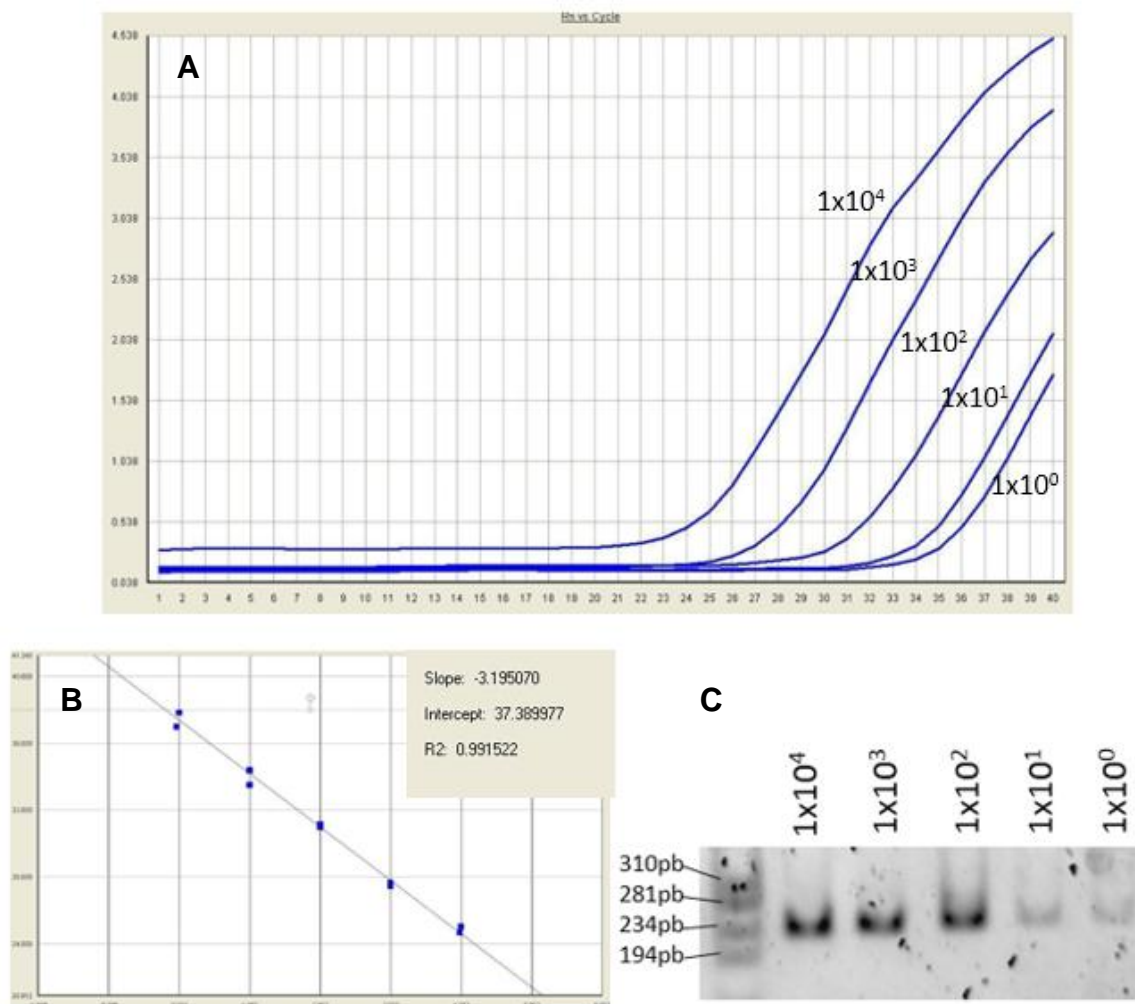 Rn vs Cycle
A
4.538
4.038
3.538
3.038
2.538
2.038
1.538
1.038
0.538
0.038
1x10⁴
1x10³
1x10²
1x10¹
1x10⁰
1 2 3 4 5 6 7 8 9 10 11 12 13 14 15 16 17 18 19 20 21 22 23 24 25 26 27 28 29 30 31 32 33 34 35 36 37 38 39 40
B
Slope: -3.195070
Intercept: 37.389977
R2: 0.991522
C
1x10⁴ 1x10³ 1x10² 1x10¹ 1x10⁰
310pb
281pb
234pb
194pb